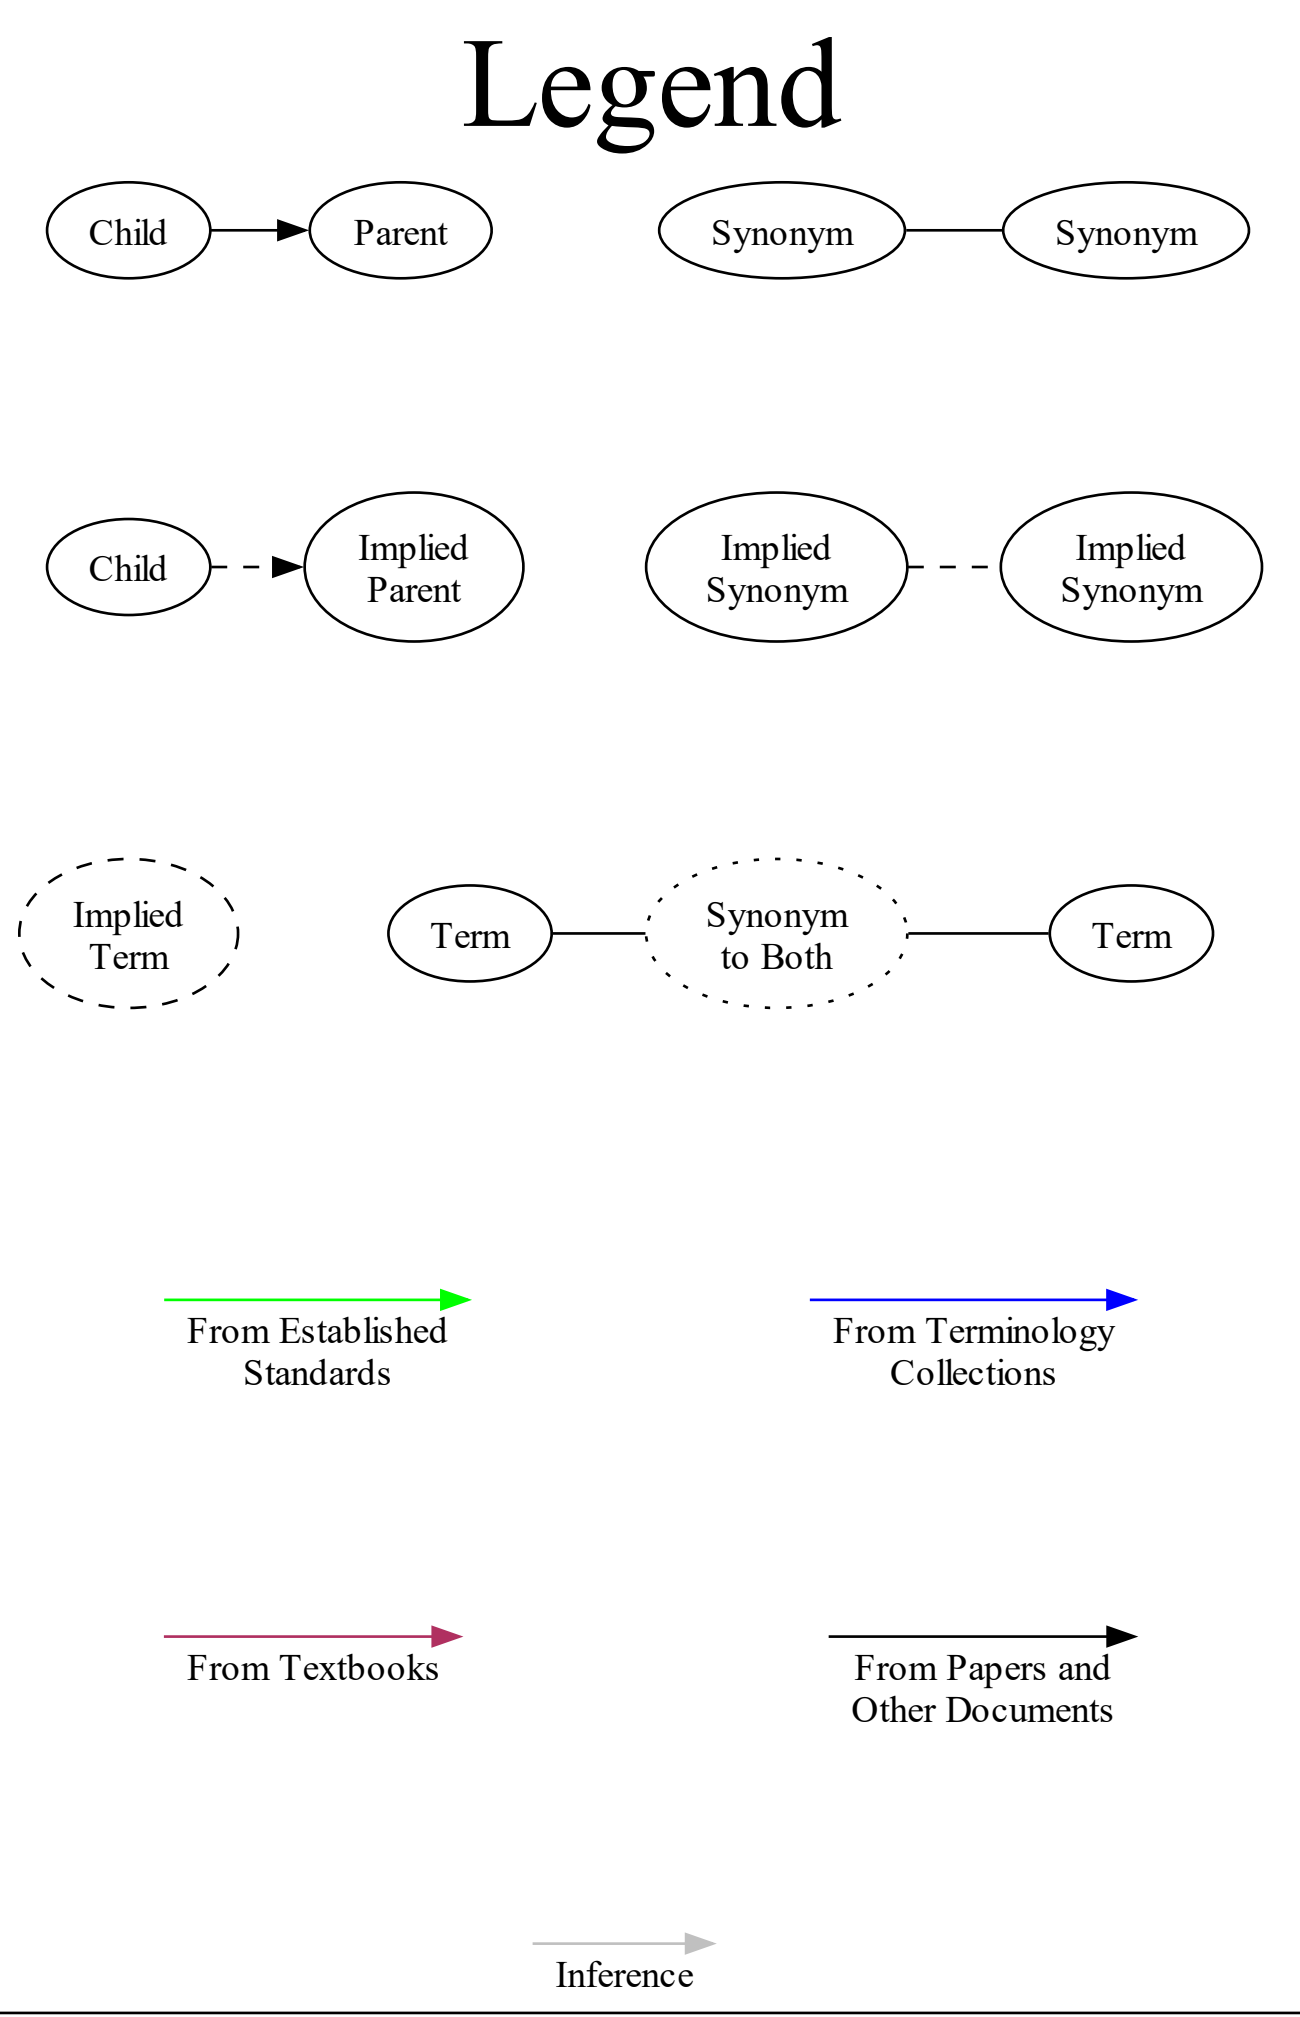 Legend
Child
Parent
Synonym
Synonym
Child
Implied
Parent
Implied
Synonym
Implied
Synonym
Implied
Term
Term
Synonym
to Both
Term
From Established
Standards
From Terminology
Collections
From Textbooks
From Papers and
Other Documents
Inference